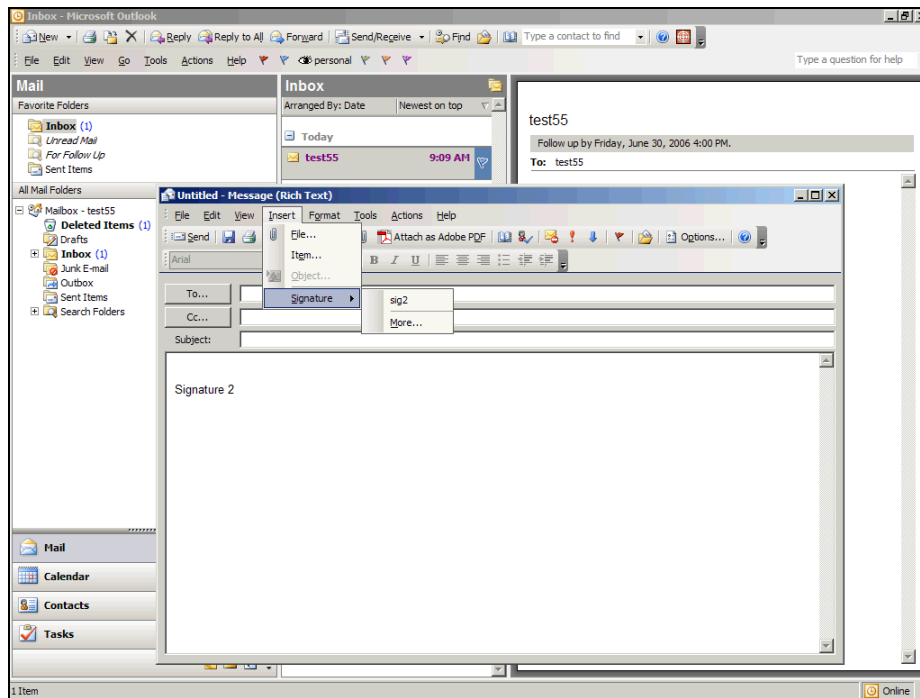 Inbox - Microsoft Outlook
New Reply Reply to All Forward Send/Receive Find Type a contact to find
File Edit View Go Tools Actions Help personal Type a question for help
Mail
Favorite Folders
Inbox (1)
Unread Mail
For Follow Up
Sent Items
All Mail Folders
Mailbox - test55
Deleted Items (1)
Drafts
Inbox (1)
Junk E-mail
Outbox
Sent Items
Search Folders
Mail
Calendar
Contacts
Tasks
Inbox
Arranged By: Date Newest on top
Today
test55 9:09 AM
test55
Follow up by Friday, June 30, 2006 4:00 PM.
To: test55
Untitled - Message (Rich Text)
File Edit View Insert Format Tools Actions Help
Send Attach as Adobe PDF Options...
Arial B I U
File...
Item...
Object...
Signature
sig2
More...
To...
Cc...
Subject:
Signature 2
1 Item Online